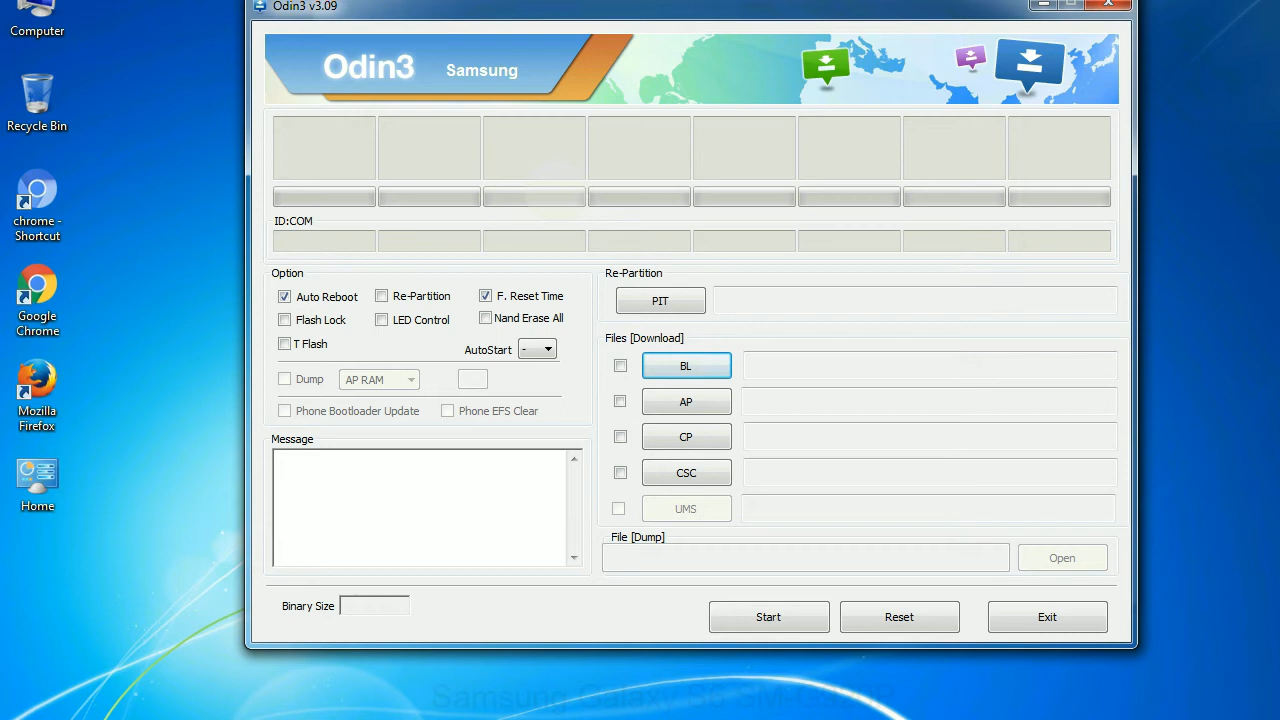 Odin3 v3.09
Computer
Recycle Bin
chrome -
Shortcut
Google
Chrome
Mozilla
Firefox
Home
Odin3 Samsung
ID:COM
Option
Auto Reboot
Re-Partition
F. Reset Time
Flash Lock
LED Control
Nand Erase All
T Flash
AutoStart -
Dump
AP RAM
Phone Bootloader Update
Phone EFS Clear
Message
Re-Partition
PIT
Files [Download]
BL
AP
CP
CSC
UMS
File [Dump]
Open
Binary Size
Start
Reset
Exit
Samsung Galaxy S6